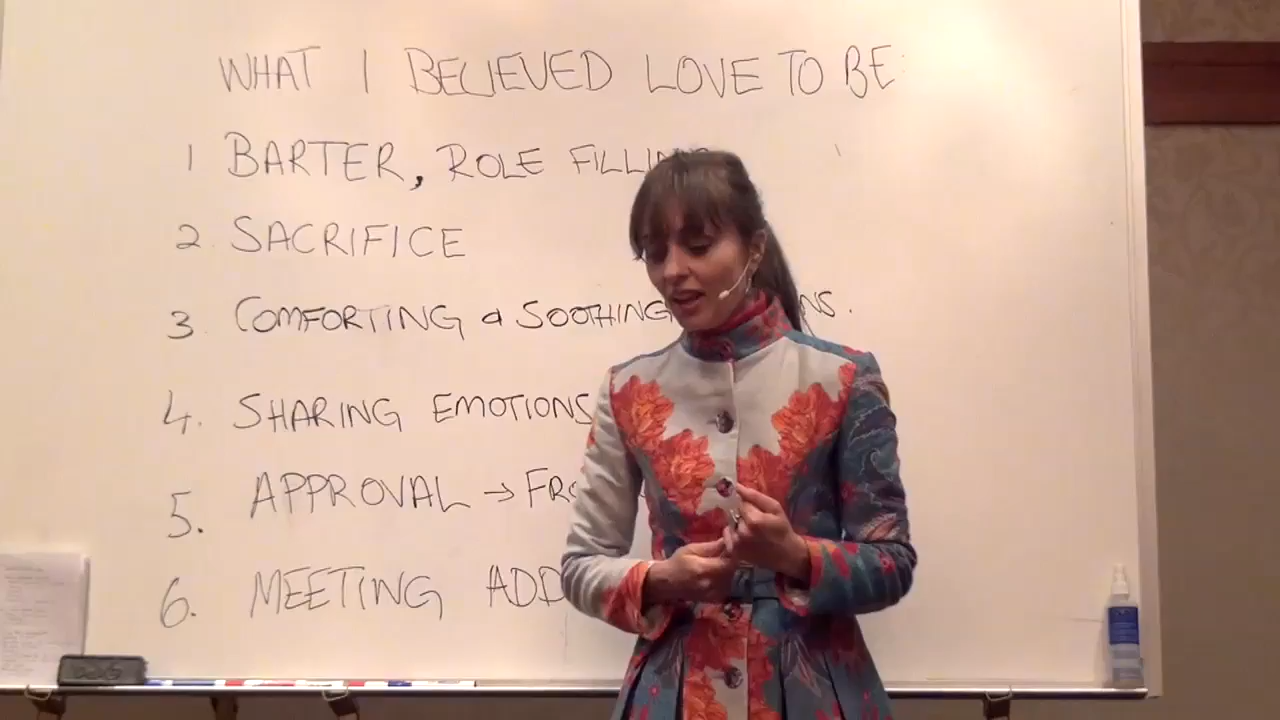 WHAT I BELIEVED LOVE TO BE:
1 BARTER, ROLE FILLING
2. SACRIFICE
3. COMFORTING & SOOTHING
4. SHARING EMOTIONS
5. APPROVAL →
6. MEETING